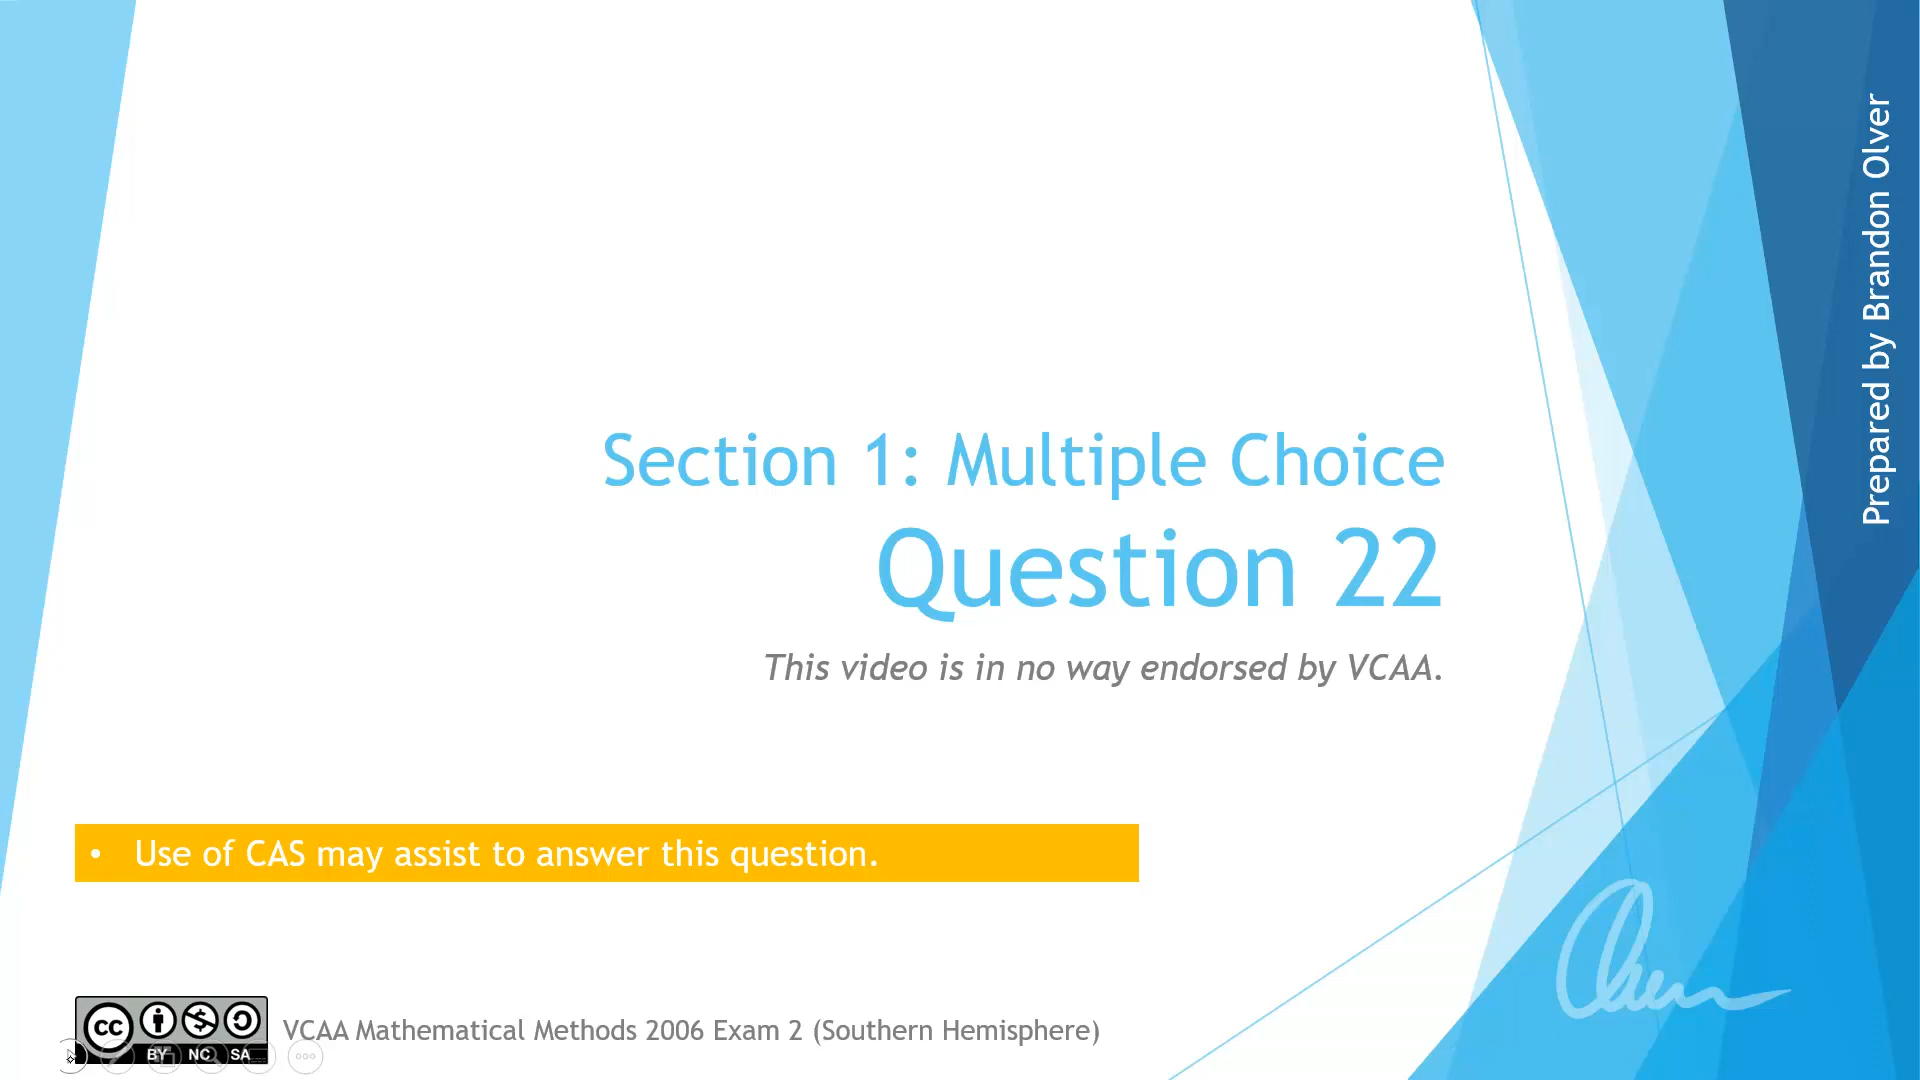 Prepared by Brandon Olver
Section 1: Multiple Choice
Question 22
This video is in no way endorsed by VCAA.
• Use of CAS may assist to answer this question.
cc
BY NC SA
VCAA Mathematical Methods 2006 Exam 2 (Southern Hemisphere)